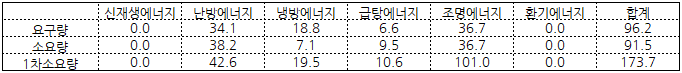 신재생에너지 난방에너지 냉방에너지 급탕에너지 조명에너지 환기에너지 합계
요구량 0.0 34.1 18.8 6.6 36.7 0.0 96.2
소요량 0.0 38.2 7.1 9.5 36.7 0.0 91.5
1차소요량 0.0 42.6 19.5 10.6 101.0 0.0 173.7